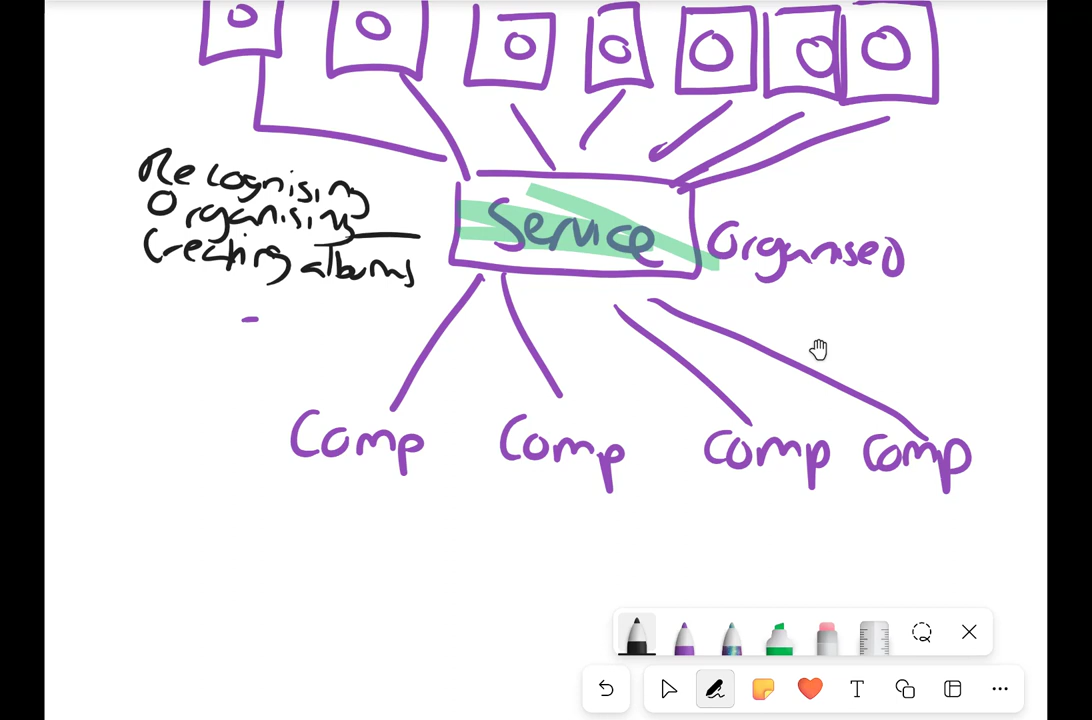 Recognising
Organising
Creating albums
Service
Organised
Comp
Comp
Comp
Comp
T